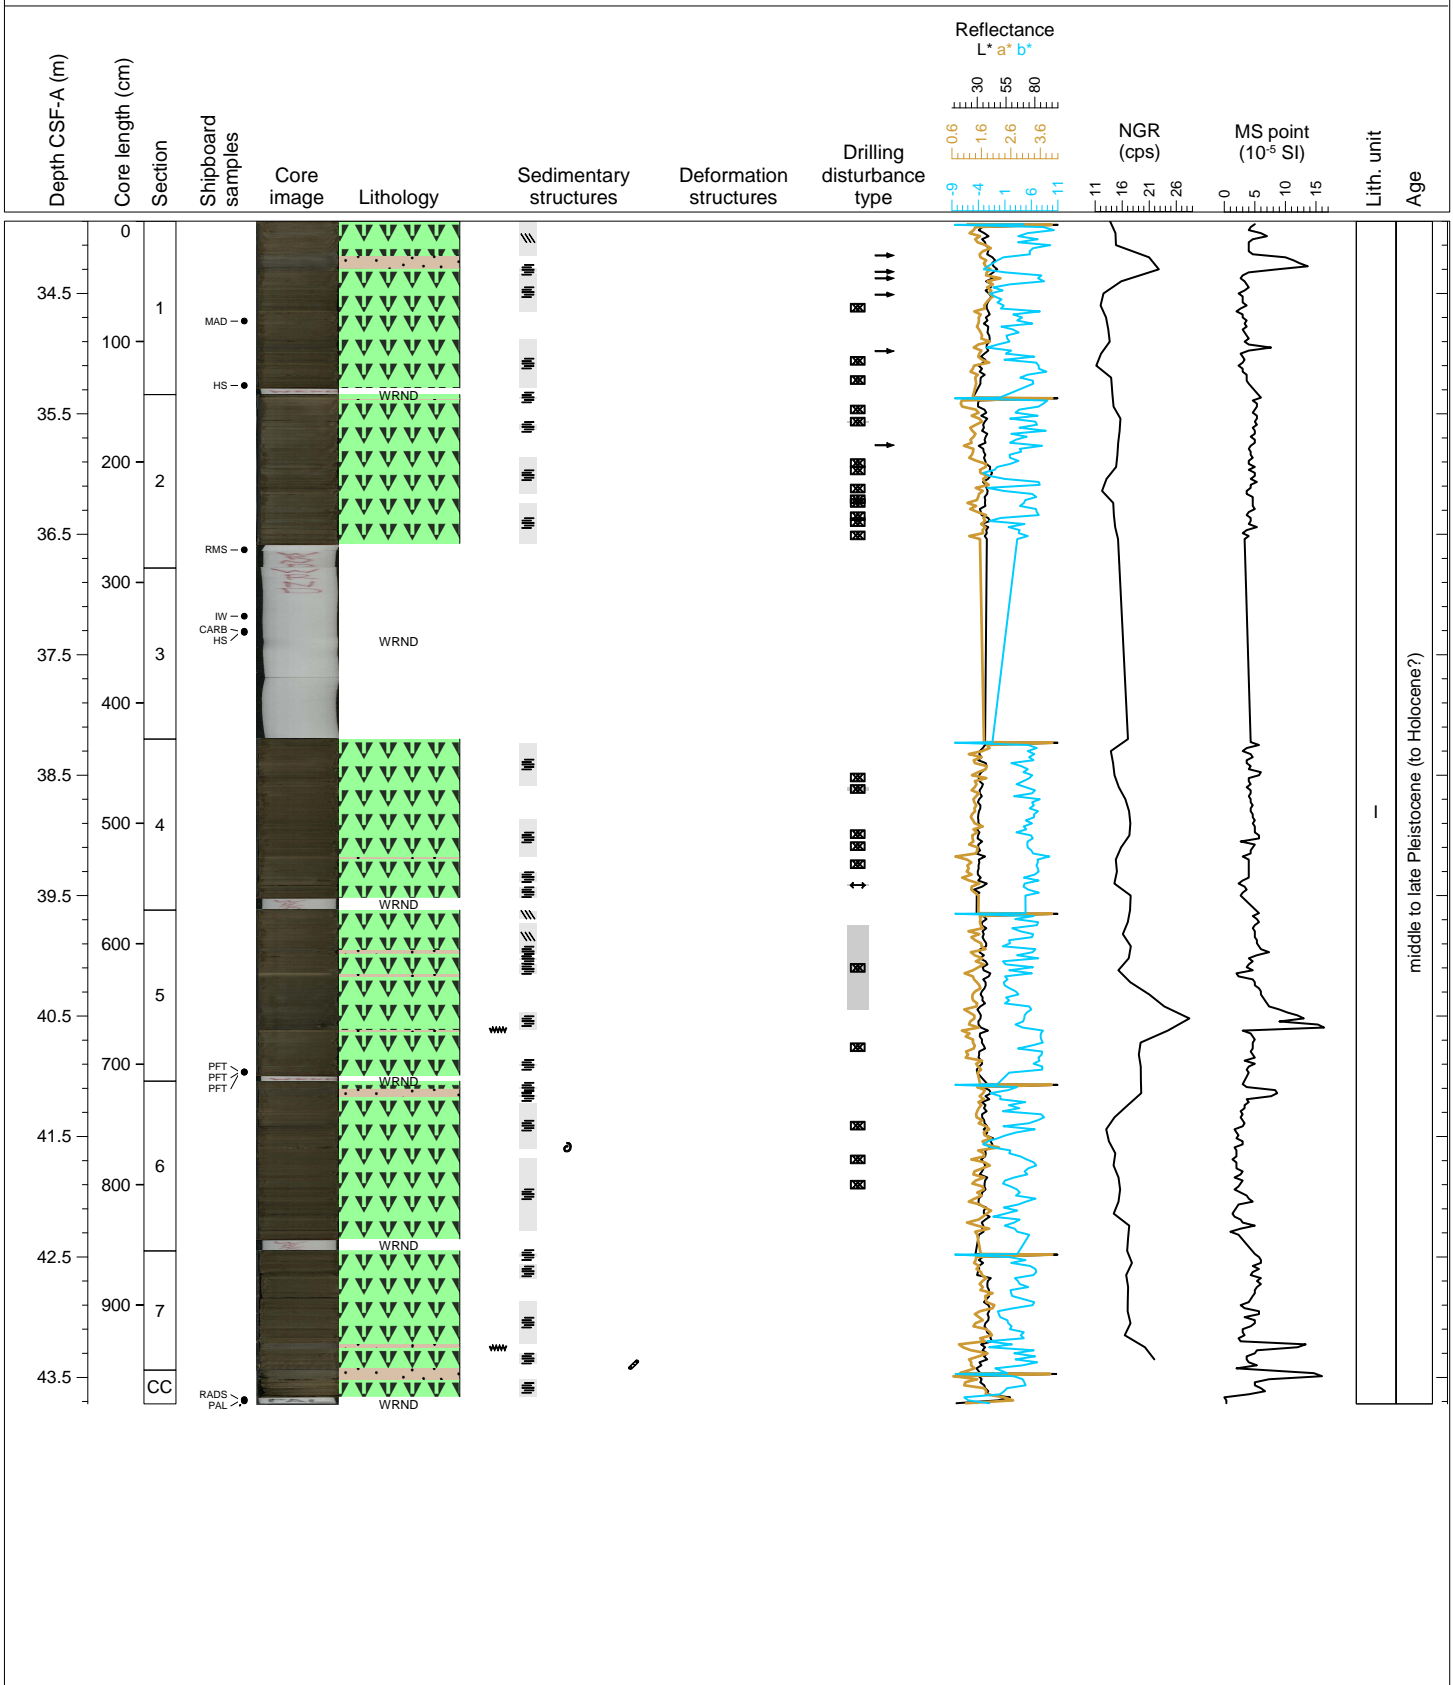 Depth CSF-A (m)
Core length (cm)
Section
Shipboard
samples
Core
image
Lithology
Sedimentary
structures
Deformation
structures
Drilling
disturbance
type
Reflectance
L* a* b*
30 55 80
0.6 1.6 2.6 3.6
-9 -4 1 6 11
NGR
(cps)
11 16 21 26
MS point
(10-5 SI)
0 5 10 15
Lith. unit
Age
0
34.5
1
MAD
100
HS
WRND
35.5
200
2
36.5
RMS
300
IW
CARB
HS
WRND
37.5
3
400
38.5
500
4
39.5
WRND
600
5
40.5
700
PFT
PFT
PFT
WRND
41.5
6
800
WRND
42.5
900
7
43.5
CC
RADS
PAL
WRND
I
middle to late Pleistocene (to Holocene?)